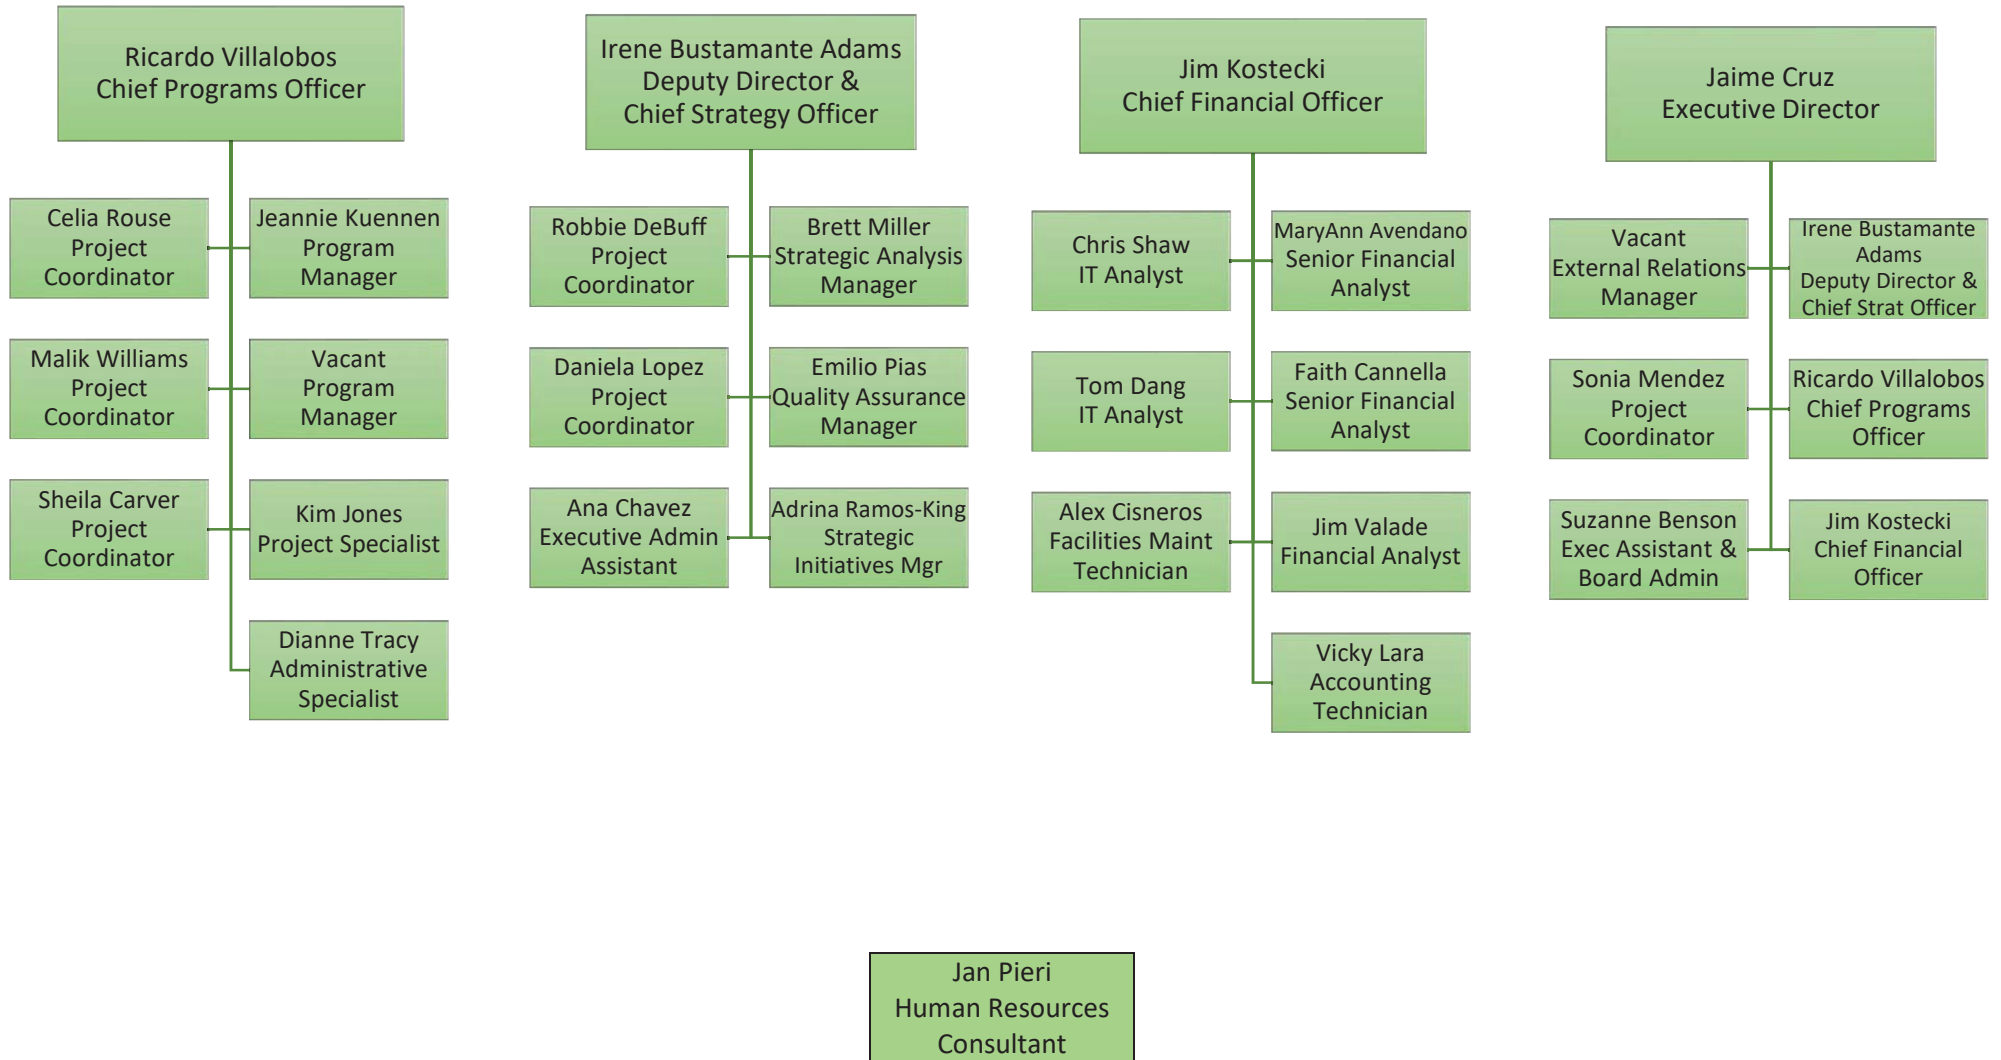 Ricardo Villalobos
Chief Programs Officer
Celia Rouse
Project
Coordinator
Jeannie Kuennen
Program
Manager
Malik Williams
Project
Coordinator
Vacant
Program
Manager
Sheila Carver
Project
Coordinator
Kim Jones
Project Specialist
Dianne Tracy
Administrative
Specialist
Irene Bustamante Adams
Deputy Director &
Chief Strategy Officer
Robbie DeBuff
Project
Coordinator
Brett Miller
Strategic Analysis
Manager
Daniela Lopez
Project
Coordinator
Emilio Pias
Quality Assurance
Manager
Ana Chavez
Executive Admin
Assistant
Adrina Ramos-King
Strategic
Initiatives Mgr
Jim Kostecki
Chief Financial Officer
Chris Shaw
IT Analyst
MaryAnn Avendano
Senior Financial
Analyst
Tom Dang
IT Analyst
Faith Cannella
Senior Financial
Analyst
Alex Cisneros
Facilities Maint
Technician
Jim Valade
Financial Analyst
Vicky Lara
Accounting
Technician
Jaime Cruz
Executive Director
Vacant
External Relations
Manager
Irene Bustamante
Adams
Deputy Director &
Chief Strat Officer
Sonia Mendez
Project
Coordinator
Ricardo Villalobos
Chief Programs
Officer
Suzanne Benson
Exec Assistant &
Board Admin
Jim Kostecki
Chief Financial
Officer
Jan Pieri
Human Resources
Consultant